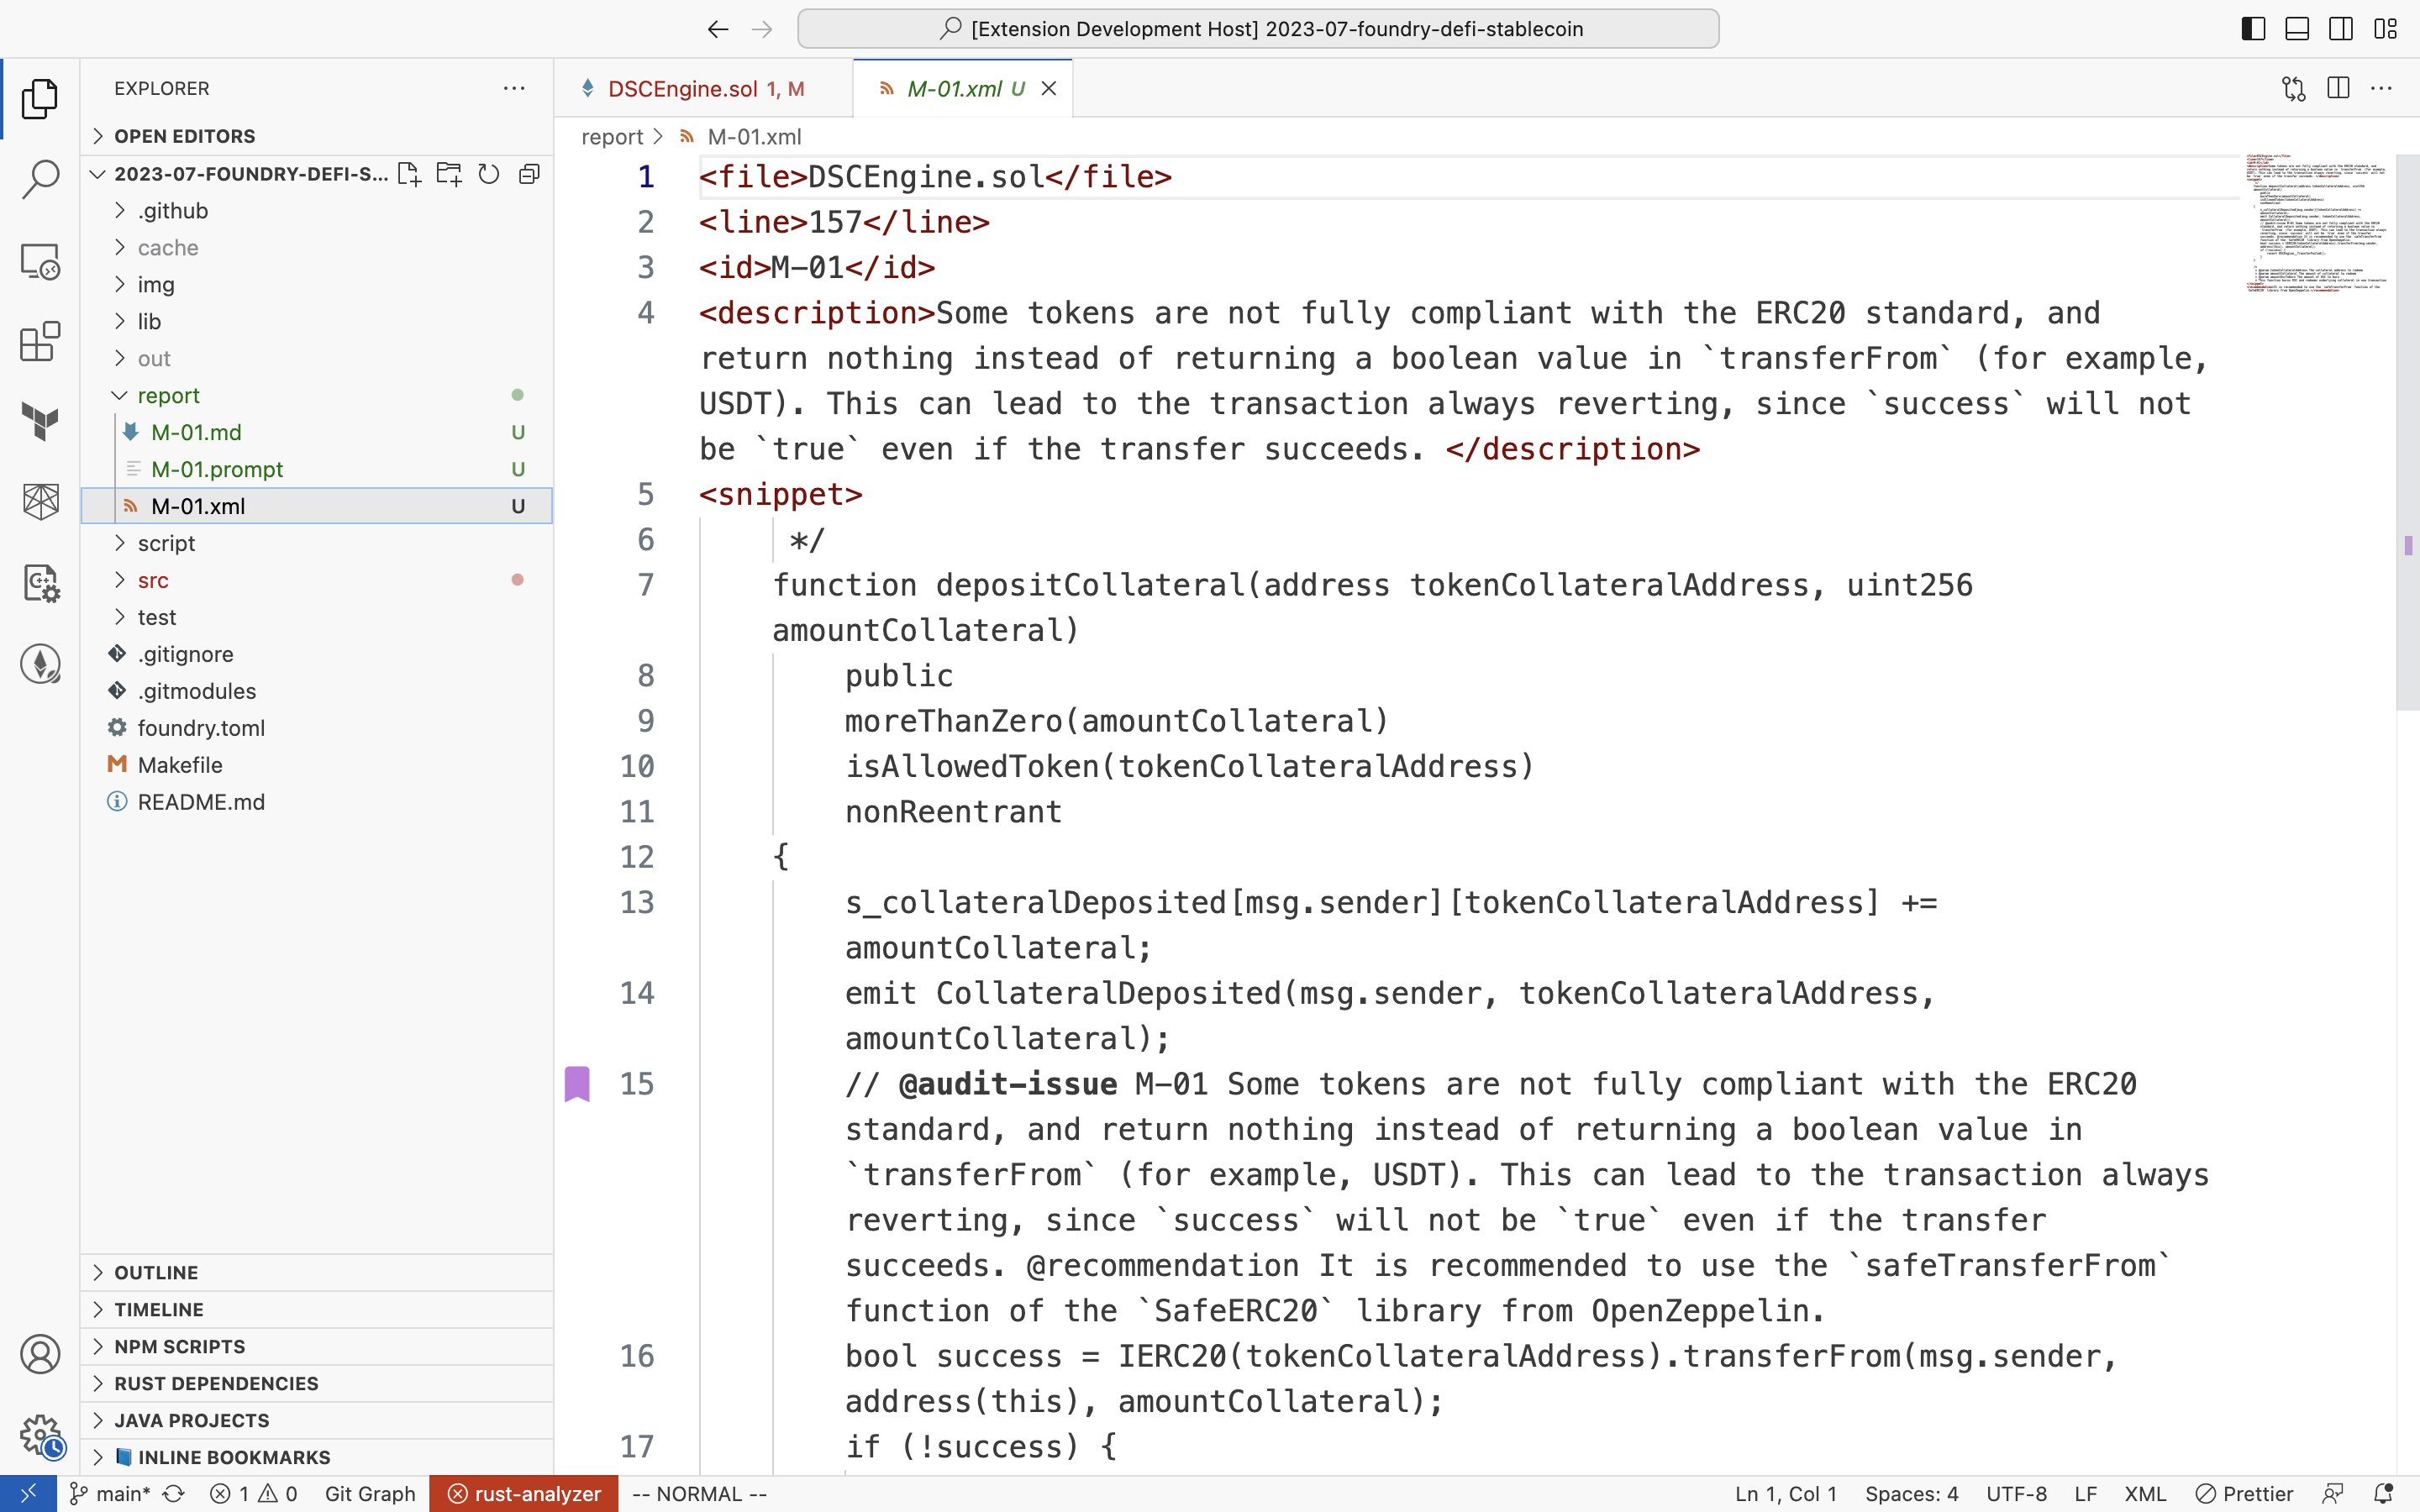 [Extension Development Host] 2023-07-foundry-defi-stablecoin
EXPLORER
OPEN EDITORS
2023-07-FOUNDRY-DEFI-S...
.github
cache
img
lib
out
report
M-01.md U
M-01.prompt U
M-01.xml U
script
src
test
.gitignore
.gitmodules
foundry.toml
Makefile
README.md
OUTLINE
TIMELINE
NPM SCRIPTS
RUST DEPENDENCIES
JAVA PROJECTS
INLINE BOOKMARKS
DSCEngine.sol 1, M
M-01.xml U
report > M-01.xml
1 <file>DSCEngine.sol</file>
2 <line>157</line>
3 <id>M-01</id>
4 <description>Some tokens are not fully compliant with the ERC20 standard, and
return nothing instead of returning a boolean value in `transferFrom` (for example,
USDT). This can lead to the transaction always reverting, since `success` will not
be `true` even if the transfer succeeds. </description>
5 <snippet>
6 */
7 function depositCollateral(address tokenCollateralAddress, uint256
amountCollateral)
8 public
9 moreThanZero(amountCollateral)
10 isAllowedToken(tokenCollateralAddress)
11 nonReentrant
12 {
13 s_collateralDeposited[msg.sender][tokenCollateralAddress] +=
amountCollateral;
14 emit CollateralDeposited(msg.sender, tokenCollateralAddress,
amountCollateral);
15 // @audit-issue M-01 Some tokens are not fully compliant with the ERC20
standard, and return nothing instead of returning a boolean value in
`transferFrom` (for example, USDT). This can lead to the transaction always
reverting, since `success` will not be `true` even if the transfer
succeeds. @recommendation It is recommended to use the `safeTransferFrom`
function of the `SafeERC20` library from OpenZeppelin.
16 bool success = IERC20(tokenCollateralAddress).transferFrom(msg.sender,
address(this), amountCollateral);
17 if (!success) {
main* 1 0 Git Graph rust-analyzer -- NORMAL -- Ln 1, Col 1 Spaces: 4 UTF-8 LF XML Prettier